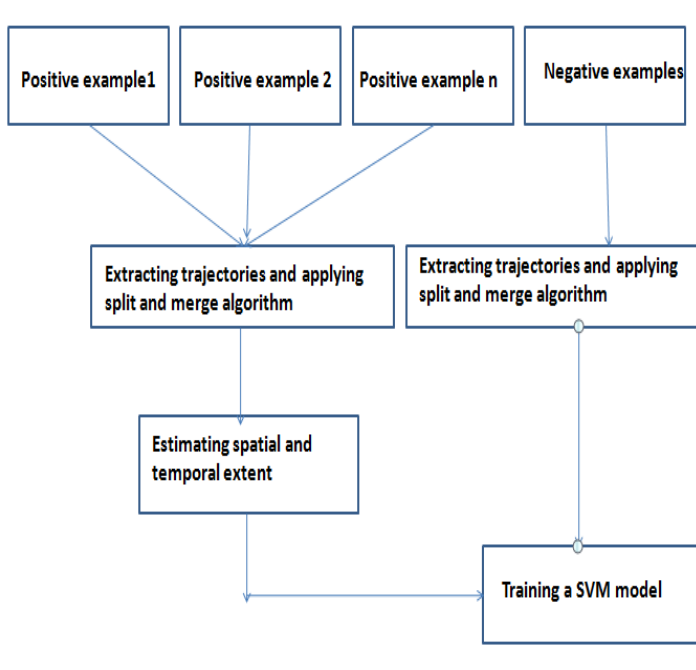 Positive example1
Positive example 2
Positive example n
Negative examples
Extracting trajectories and applying
split and merge algorithm
Extracting trajectories and applying
split and merge algorithm
Estimating spatial and
temporal extent
Training a SVM model